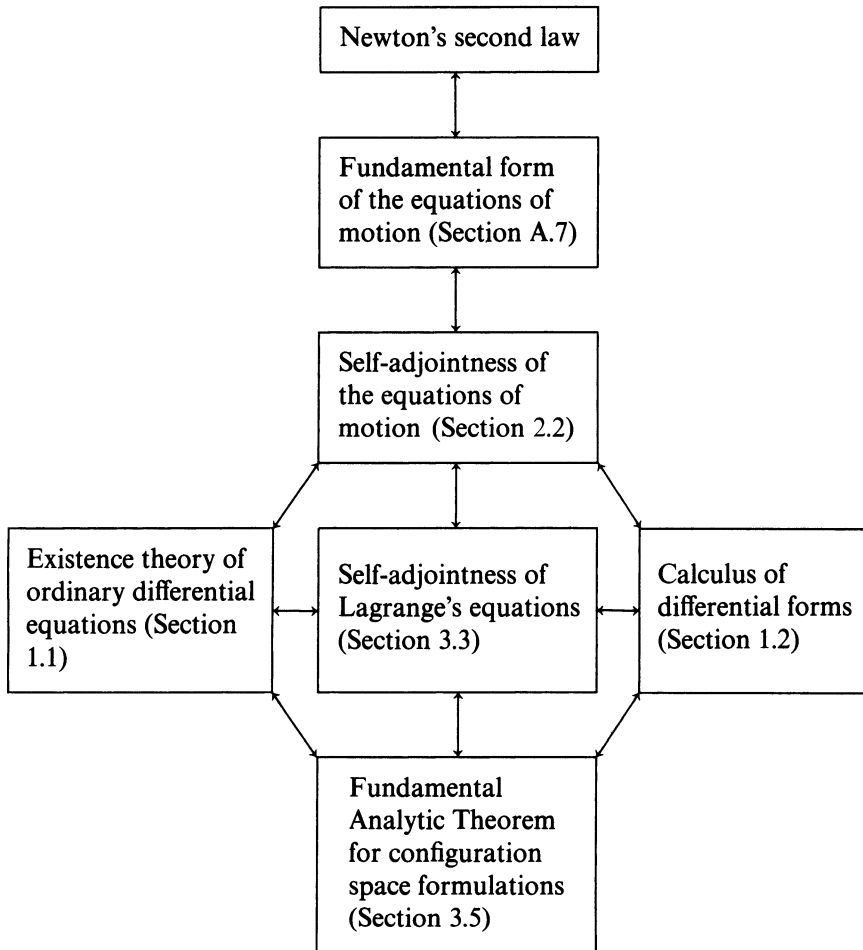 Newton's second law
Fundamental form
of the equations of
motion (Section A.7)
Self-adjointness of
the equations of
motion (Section 2.2)
Existence theory of
ordinary differential
equations (Section
1.1)
Self-adjointness of
Lagrange's equations
(Section 3.3)
Calculus of
differential forms
(Section 1.2)
Fundamental
Analytic Theorem
for configuration
space formulations
(Section 3.5)